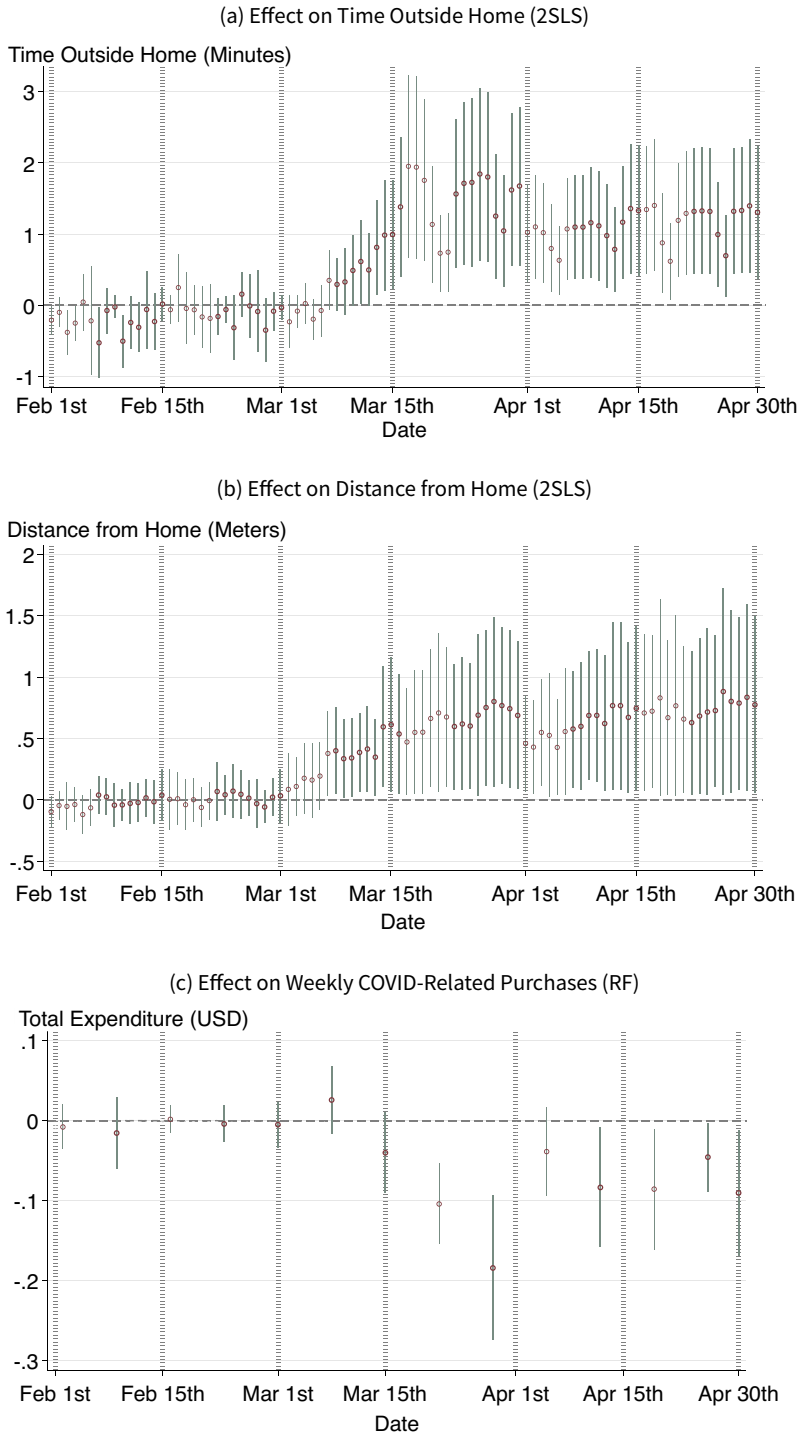 (a) Effect on Time Outside Home (2SLS)
Time Outside Home (Minutes)
3
2
1
0
-1
Feb 1st Feb 15th Mar 1st Mar 15th Apr 1st Apr 15th Apr 30th
Date
(b) Effect on Distance from Home (2SLS)
Distance from Home (Meters)
2
1.5
1
.5
0
-.5
Feb 1st Feb 15th Mar 1st Mar 15th Apr 1st Apr 15th Apr 30th
Date
(c) Effect on Weekly COVID-Related Purchases (RF)
Total Expenditure (USD)
.1
0
-.1
-.2
-.3
Feb 1st Feb 15th Mar 1st Mar 15th Apr 1st Apr 15th Apr 30th
Date